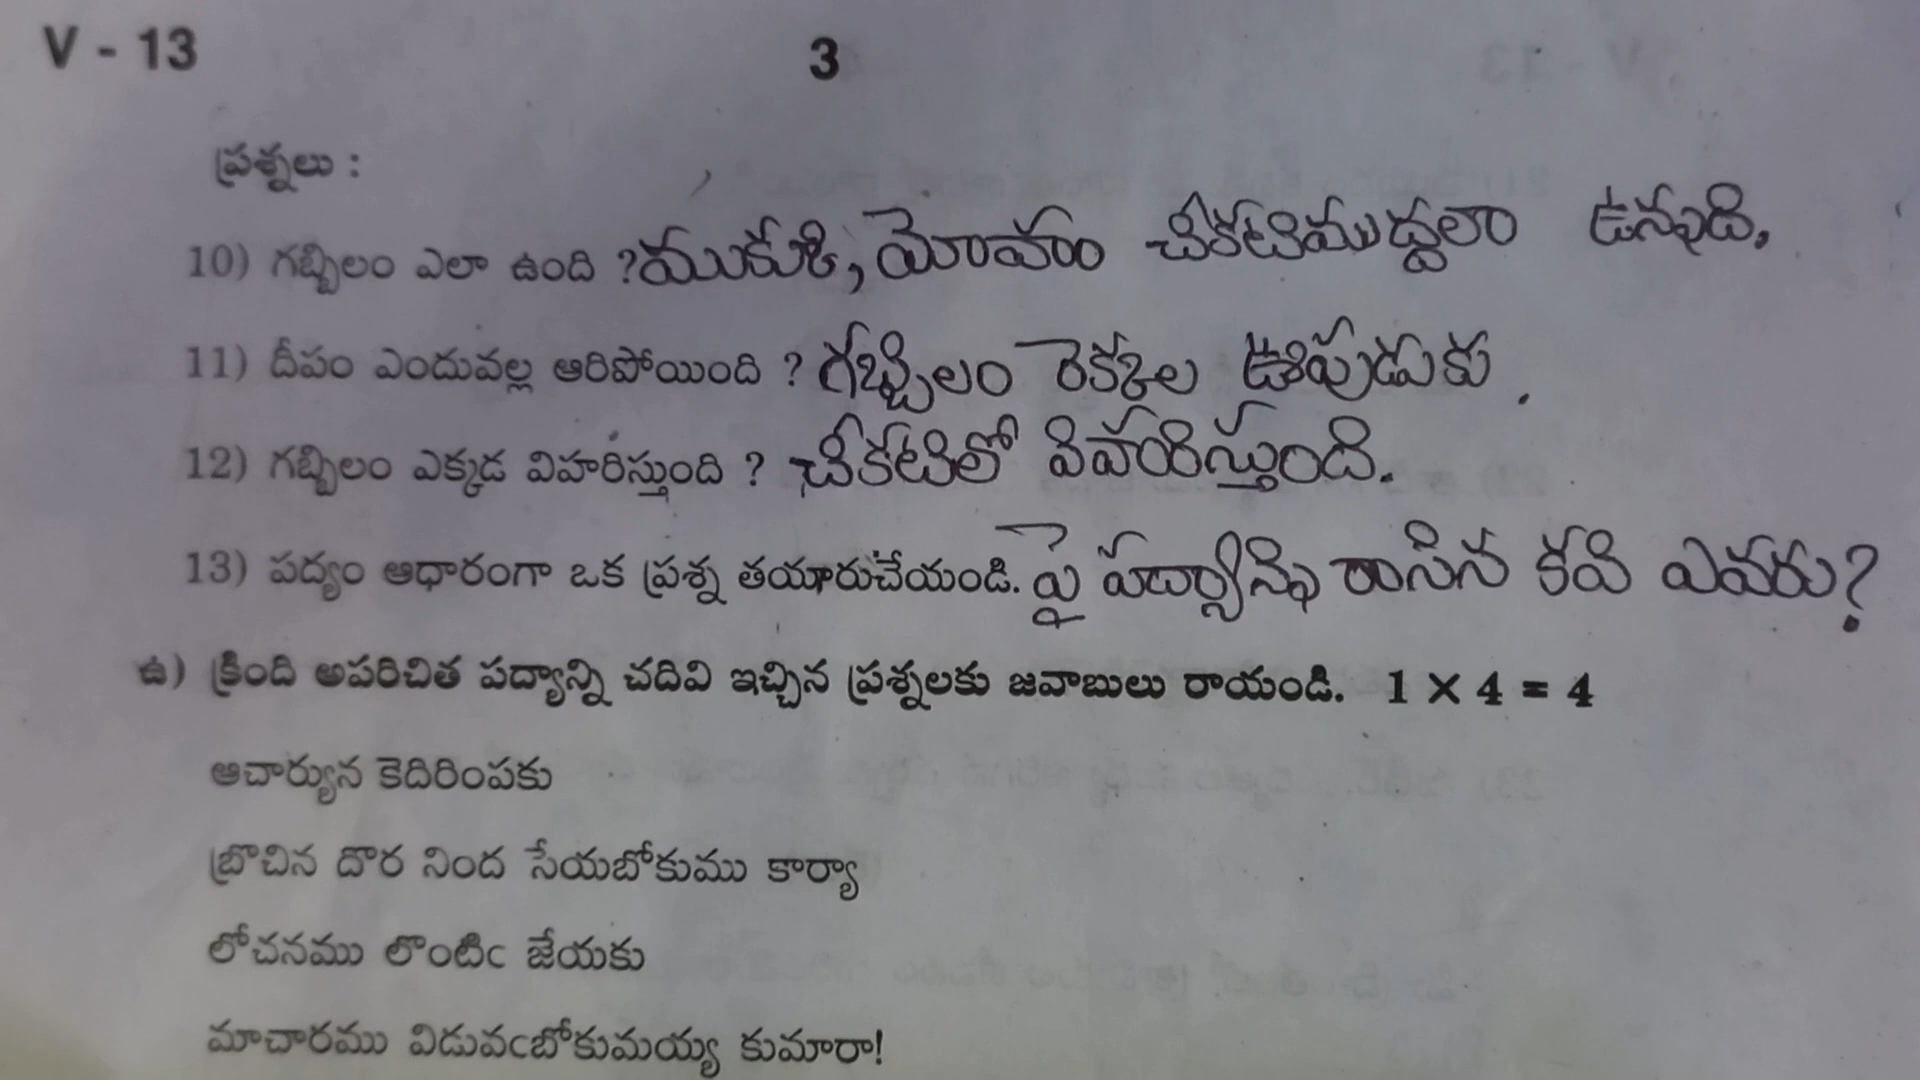 V - 13
3
ప్రశ్నలు :
10) గబ్బిలం ఎలా ఉంది ? ముకుజీ, మోహం చీకటిముద్దలా ఉన్నది.
11) దీపం ఎందువల్ల ఆరిపోయింది ? గబ్బిలం రెక్కల ఊపుడుకు.
12) గబ్బిలం ఎక్కడ విహరిస్తుంది ? చీకటిలో విహరిస్తుంది.
13) పద్యం ఆధారంగా ఒక ప్రశ్న తయారుచేయండి. పై పద్యాన్ని రాసిన కవి ఎవరు?
ఉ) క్రింది అపరిచిత పద్యాన్ని చదివి ఇచ్చిన ప్రశ్నలకు జవాబులు రాయండి. 1 × 4 = 4
ఆచార్యున కెదిరింపకు
బ్రొచిన దొర నింద సేయబోకుము కార్యా
లోచనము లొంటిఁ జేయకు
మాచారము విడువఁబోకుమయ్య కుమారా!